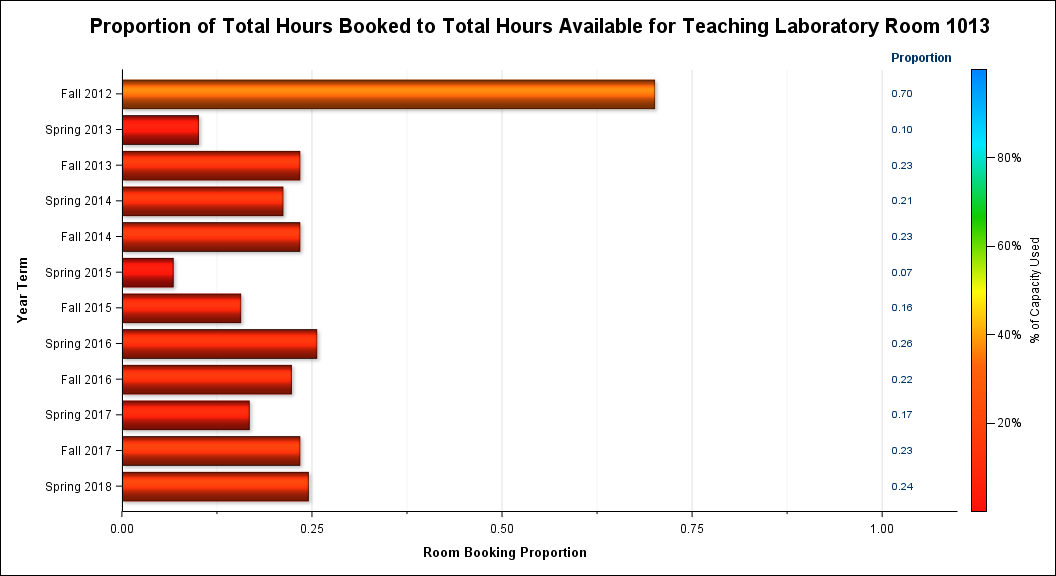 Proportion of Total Hours Booked to Total Hours Available for Teaching Laboratory Room 1013
Proportion
Fall 2012 0.70
Spring 2013 0.10
Fall 2013 0.23
Spring 2014 0.21
Fall 2014 0.23
Spring 2015 0.07
Fall 2015 0.16
Spring 2016 0.26
Fall 2016 0.22
Spring 2017 0.17
Fall 2017 0.23
Spring 2018 0.24
Year Term
0.00 0.25 0.50 0.75 1.00
Room Booking Proportion
80%
60%
40%
20%
% of Capacity Used